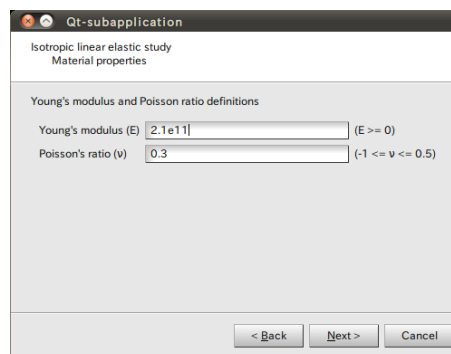 Qt-subapplication
Isotropic linear elastic study
Material properties
Young's modulus and Poisson ratio definitions
Young's modulus (E) 2.1e11 (E >= 0)
Poisson's ratio (ν) 0.3 (-1 <= ν <= 0.5)
< Back Next > Cancel